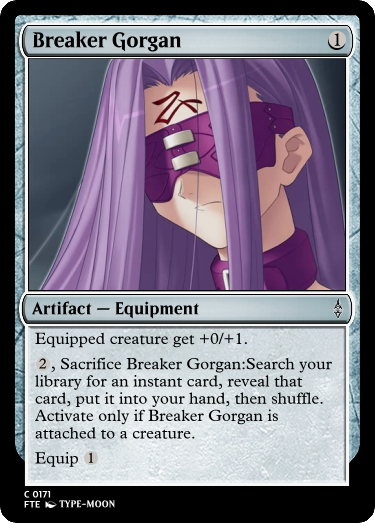 Breaker Gorgan 1
Artifact — Equipment
Equipped creature get +0/+1.
2, Sacrifice Breaker Gorgan:Search your
library for an instant card, reveal that
card, put it into your hand, then shuffle.
Activate only if Breaker Gorgan is
attached to a creature.
Equip 1
C 0171
FTE TYPE-MOON